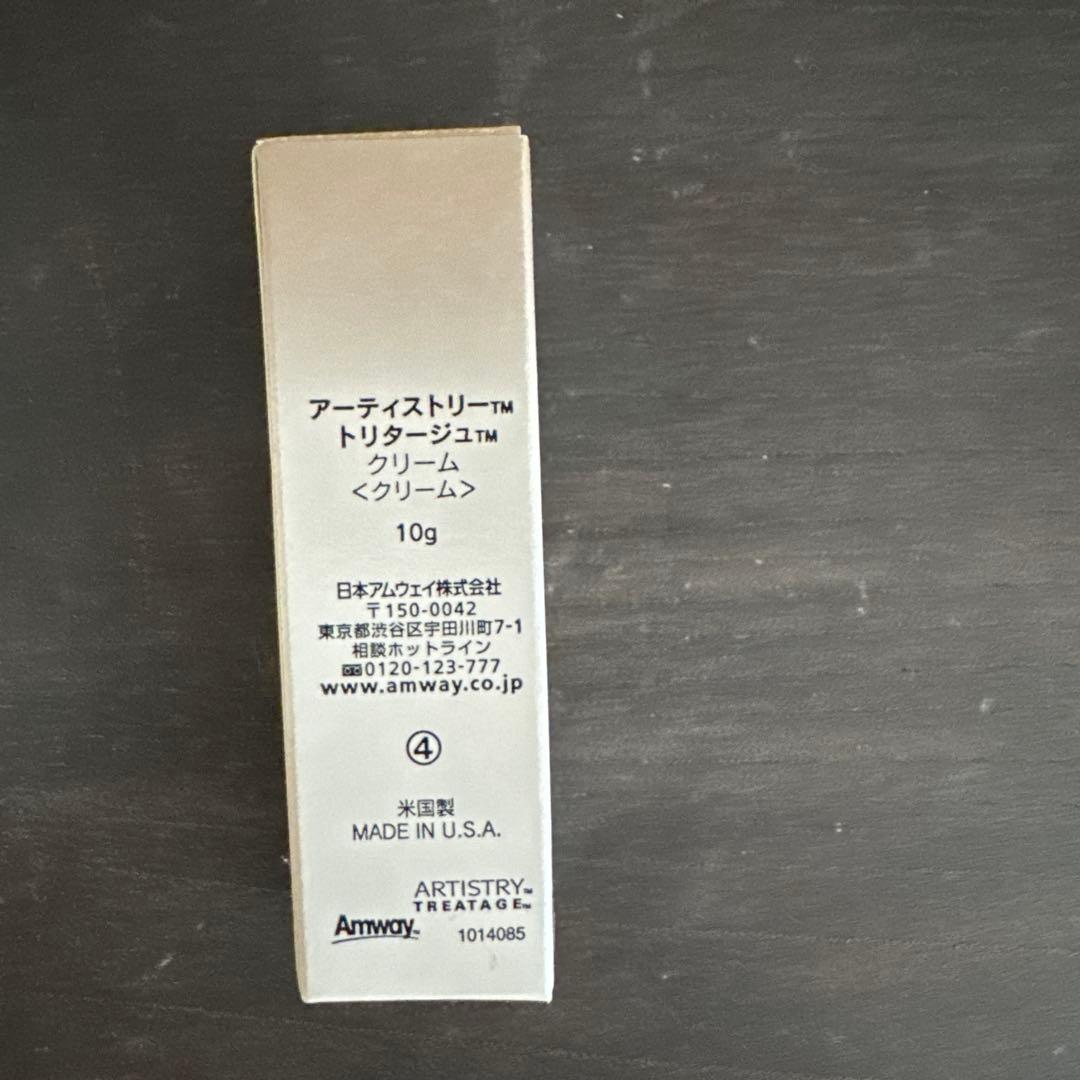 アーティストリー™
トリタージュ™
クリーム
<クリーム>
10g
日本アムウェイ株式会社
〒150-0042
東京都渋谷区宇田川町7-1
相談ホットライン
0120-123-777
www.amway.co.jp
④
米国製
MADE IN U.S.A.
ARTISTRY™
TREATAGE™
Amway™
1014085